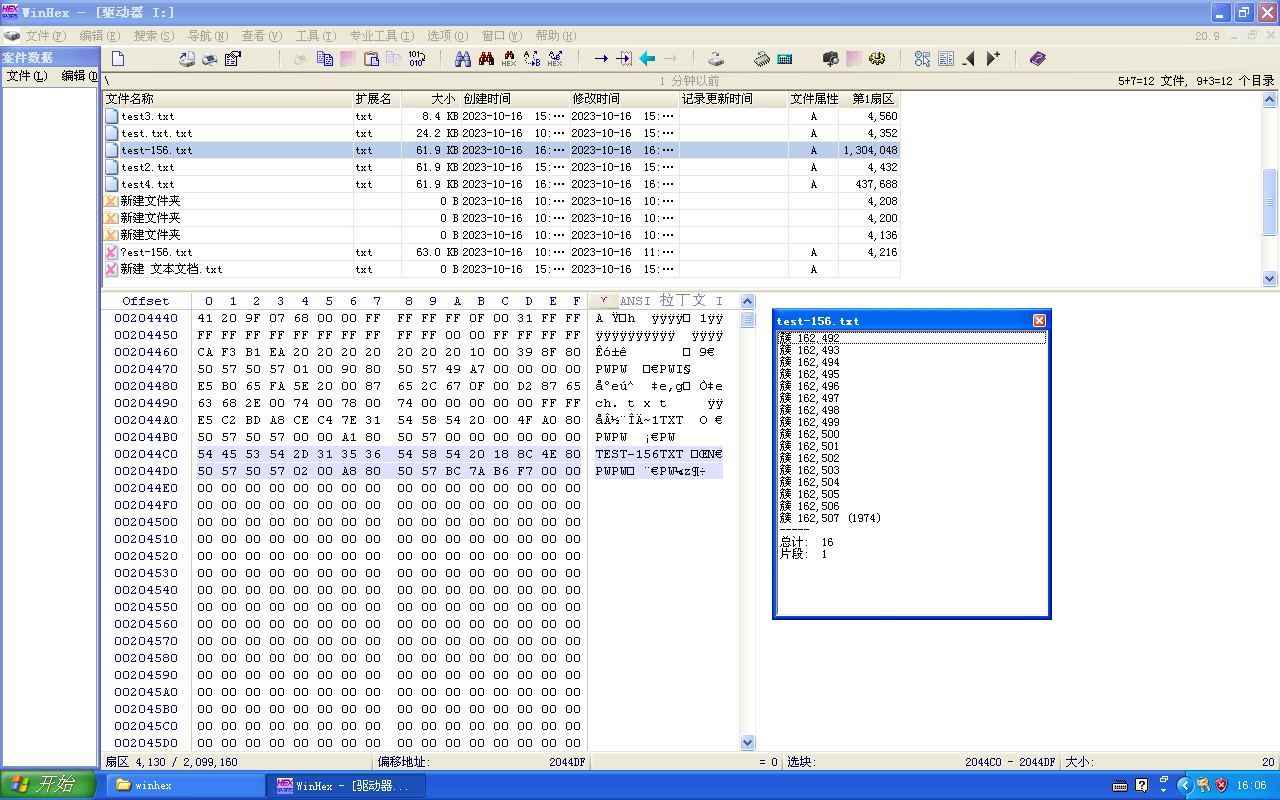 WinHex - [驱动器 I:]
文件(F) 编辑(E) 搜索(S) 导航(N) 查看(V) 工具(T) 专业工具(I) 选项(O) 窗口(W) 帮助(H) 20.9
案件数据
文件(L) 编辑(D
\ 1 分钟以前 5+7=12 文件, 9+3=12 个目录
文件名称 扩展名 大小 创建时间 修改时间 记录更新时间 文件属性 第1扇区
test3.txt txt 8.4 KB 2023-10-16 15:… 2023-10-16 15:… A 4,560
test.txt.txt txt 24.2 KB 2023-10-16 10:… 2023-10-16 15:… A 4,352
test-156.txt txt 61.9 KB 2023-10-16 16:… 2023-10-16 16:… A 1,304,048
test2.txt txt 61.9 KB 2023-10-16 15:… 2023-10-16 15:… A 4,432
test4.txt txt 61.9 KB 2023-10-16 16:… 2023-10-16 16:… A 437,688
新建文件夹 0 B 2023-10-16 10:… 2023-10-16 10:… 4,208
新建文件夹 0 B 2023-10-16 10:… 2023-10-16 10:… 4,200
新建文件夹 0 B 2023-10-16 10:… 2023-10-16 10:… 4,136
?est-156.txt txt 63.0 KB 2023-10-16 10:… 2023-10-16 11:… A 4,216
新建 文本文档.txt txt 0 B 2023-10-16 15:… 2023-10-16 15:… A
Offset 0 1 2 3 4 5 6 7 8 9 A B C D E F ANSI 拉丁文 I
00204440 41 20 9F 07 68 00 00 FF FF FF FF 0F 00 31 FF FF
00204450 FF FF FF FF FF FF FF FF FF FF 00 00 FF FF FF FF ÿÿÿÿÿÿÿÿÿÿ ÿÿÿÿ
00204460 CA F3 B1 EA 20 20 20 20 20 20 20 10 00 39 8F 80
00204470 50 57 50 57 01 00 90 80 50 57 49 A7 00 00 00 00
00204480 E5 B0 65 FA 5E 20 00 87 65 2C 67 0F 00 D2 87 65
00204490 63 68 2E 00 74 00 78 00 74 00 00 00 00 00 FF FF ch. t x t ÿÿ
002044A0 E5 C2 BD A8 CE C4 7E 31 54 58 54 20 00 4F A0 80 åÂ½¨ÎÄ~1TXT O €
002044B0 50 57 50 57 00 00 A1 80 50 57 00 00 00 00 00 00 PWPW ¡€PW
002044C0 54 45 53 54 2D 31 35 36 54 58 54 20 18 8C 4E 80 TEST-156TXT ŒN€
002044D0 50 57 50 57 02 00 A8 80 50 57 BC 7A B6 F7 00 00 PWPW ¨€PW¼z¶÷
002044E0 00 00 00 00 00 00 00 00 00 00 00 00 00 00 00 00
002044F0 00 00 00 00 00 00 00 00 00 00 00 00 00 00 00 00
00204500 00 00 00 00 00 00 00 00 00 00 00 00 00 00 00 00
00204510 00 00 00 00 00 00 00 00 00 00 00 00 00 00 00 00
00204520 00 00 00 00 00 00 00 00 00 00 00 00 00 00 00 00
00204530 00 00 00 00 00 00 00 00 00 00 00 00 00 00 00 00
00204540 00 00 00 00 00 00 00 00 00 00 00 00 00 00 00 00
00204550 00 00 00 00 00 00 00 00 00 00 00 00 00 00 00 00
00204560 00 00 00 00 00 00 00 00 00 00 00 00 00 00 00 00
00204570 00 00 00 00 00 00 00 00 00 00 00 00 00 00 00 00
00204580 00 00 00 00 00 00 00 00 00 00 00 00 00 00 00 00
00204590 00 00 00 00 00 00 00 00 00 00 00 00 00 00 00 00
002045A0 00 00 00 00 00 00 00 00 00 00 00 00 00 00 00 00
002045B0 00 00 00 00 00 00 00 00 00 00 00 00 00 00 00 00
002045C0 00 00 00 00 00 00 00 00 00 00 00 00 00 00 00 00
002045D0 00 00 00 00 00 00 00 00 00 00 00 00 00 00 00 00
test-156.txt
簇 162,492
簇 162,493
簇 162,494
簇 162,495
簇 162,496
簇 162,497
簇 162,498
簇 162,499
簇 162,500
簇 162,501
簇 162,502
簇 162,503
簇 162,504
簇 162,505
簇 162,506
簇 162,507 (1974)
-----
总计: 16
片段: 1
扇区 4,130 / 2,099,160 偏移地址: 2044DF = 0 选块: 2044C0 - 2044DF 大小: 20
开始 winhex WinHex - [驱动器... 16:06